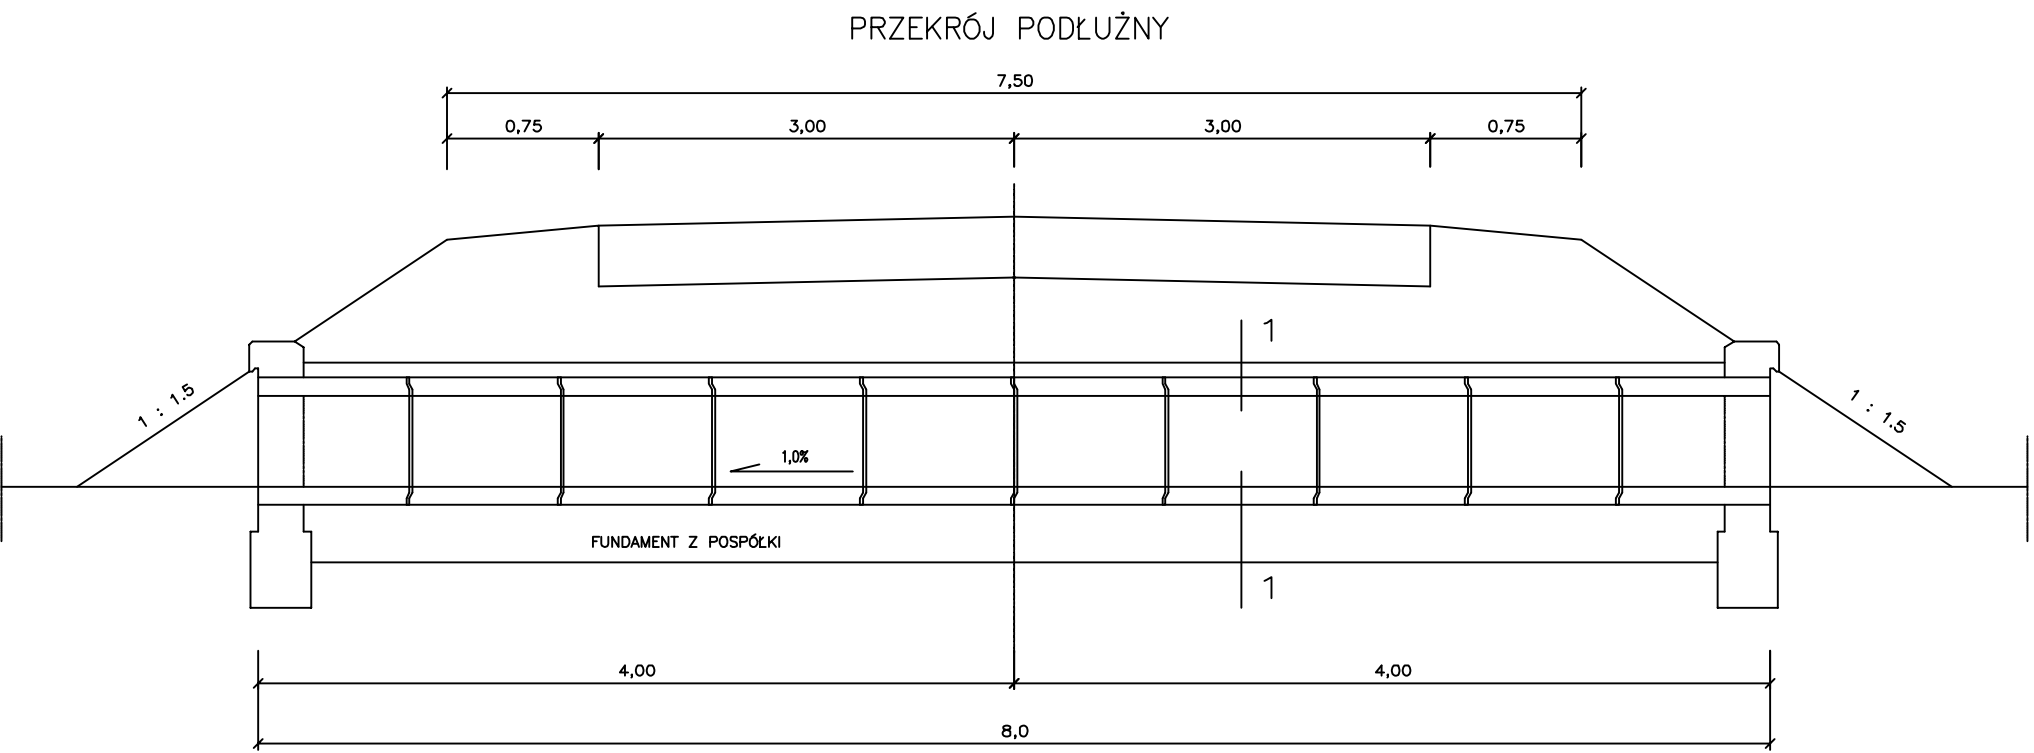 PRZEKRÓJ PODŁUŻNY
7,50
0,75 3,00 3,00 0,75
1
1 : 1.5
1 : 1.5
1,0%
FUNDAMENT Z POSPÓŁKI
1
4,00 4,00
8,0